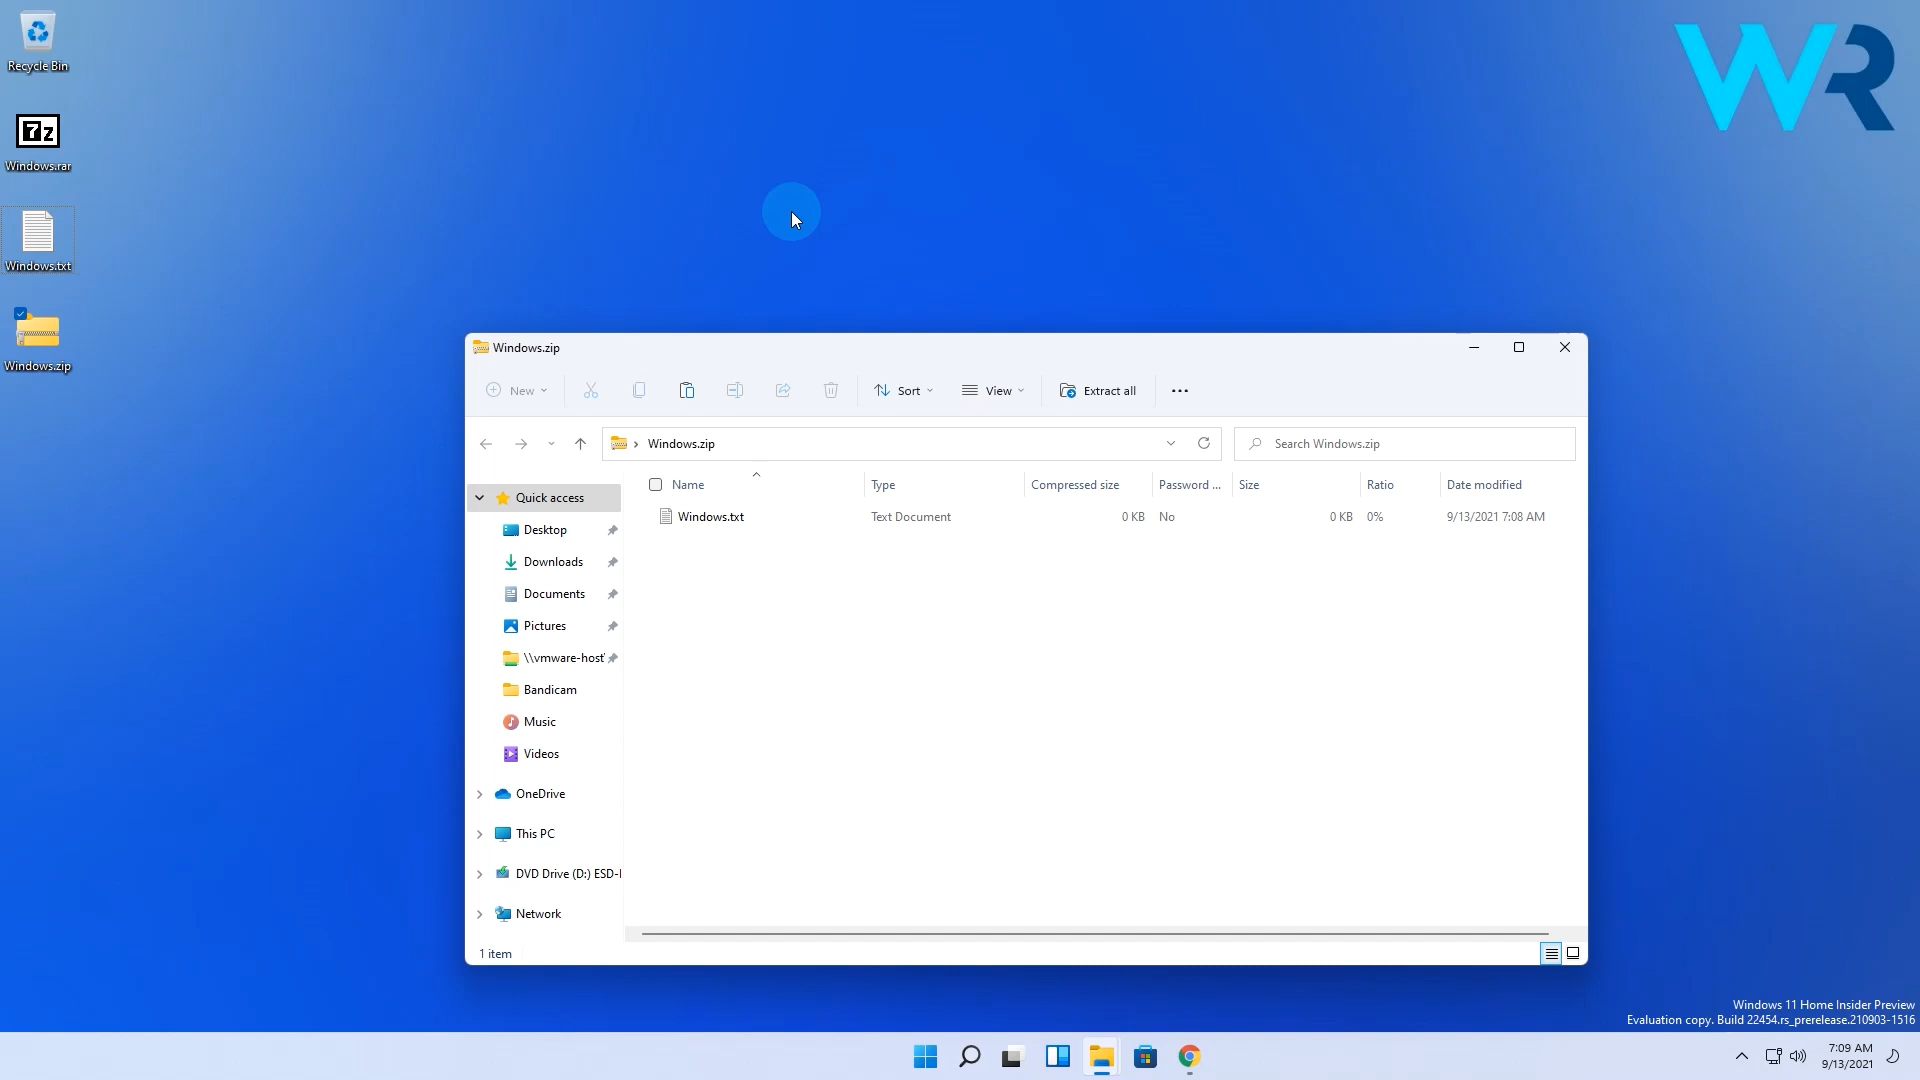 Recycle Bin
WR
7z
Windows.rar
Windows.txt
Windows.zip
Windows.zip
New
Sort
View
Extract all
Windows.zip
Search Windows.zip
Name
Type
Compressed size
Password ...
Size
Ratio
Date modified
Windows.txt
Text Document
0 KB
No
0 KB
0%
9/13/2021 7:08 AM
Quick access
Desktop
Downloads
Documents
Pictures
\\vmware-host'
Bandicam
Music
Videos
OneDrive
This PC
DVD Drive (D:) ESD-I
Network
1 item
Windows 11 Home Insider Preview
Evaluation copy. Build 22454.rs_prerelease.210903-1516
7:09 AM
9/13/2021